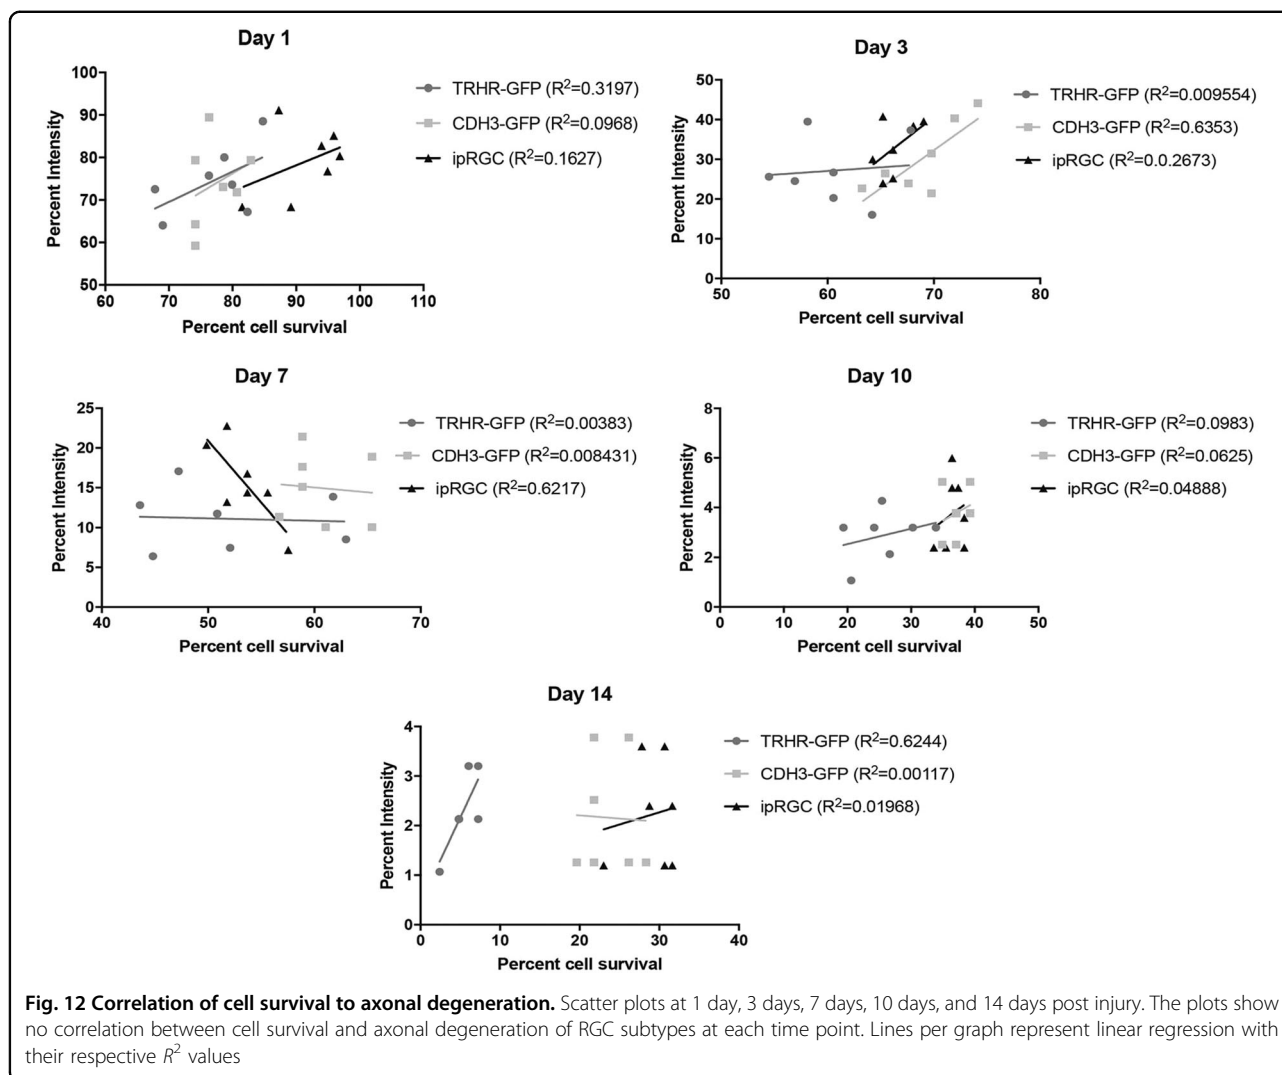 Day 1
Percent Intensity
100
90
80
70
60
50
60 70 80 90 100 110
Percent cell survival
TRHR-GFP (R²=0.3197)
CDH3-GFP (R²=0.0968)
ipRGC (R²=0.1627)
Day 3
Percent Intensity
50
40
30
20
10
0
50 60 70 80
Percent cell survival
TRHR-GFP (R²=0.009554)
CDH3-GFP (R²=0.6353)
ipRGC (R²=0.0.2673)
Day 7
Percent Intensity
25
20
15
10
5
0
40 50 60 70
Percent cell survival
TRHR-GFP (R²=0.00383)
CDH3-GFP (R²=0.008431)
ipRGC (R²=0.6217)
Day 10
Percent Intensity
8
6
4
2
0
0 10 20 30 40 50
Percent cell survival
TRHR-GFP (R²=0.0983)
CDH3-GFP (R²=0.0625)
ipRGC (R²=0.04888)
Day 14
Percent Intensity
4
3
2
1
0
0 10 20 30 40
Percent cell survival
TRHR-GFP (R²=0.6244)
CDH3-GFP (R²=0.00117)
ipRGC (R²=0.01968)
Fig. 12 Correlation of cell survival to axonal degeneration. Scatter plots at 1 day, 3 days, 7 days, 10 days, and 14 days post injury. The plots show
no correlation between cell survival and axonal degeneration of RGC subtypes at each time point. Lines per graph represent linear regression with
their respective R² values